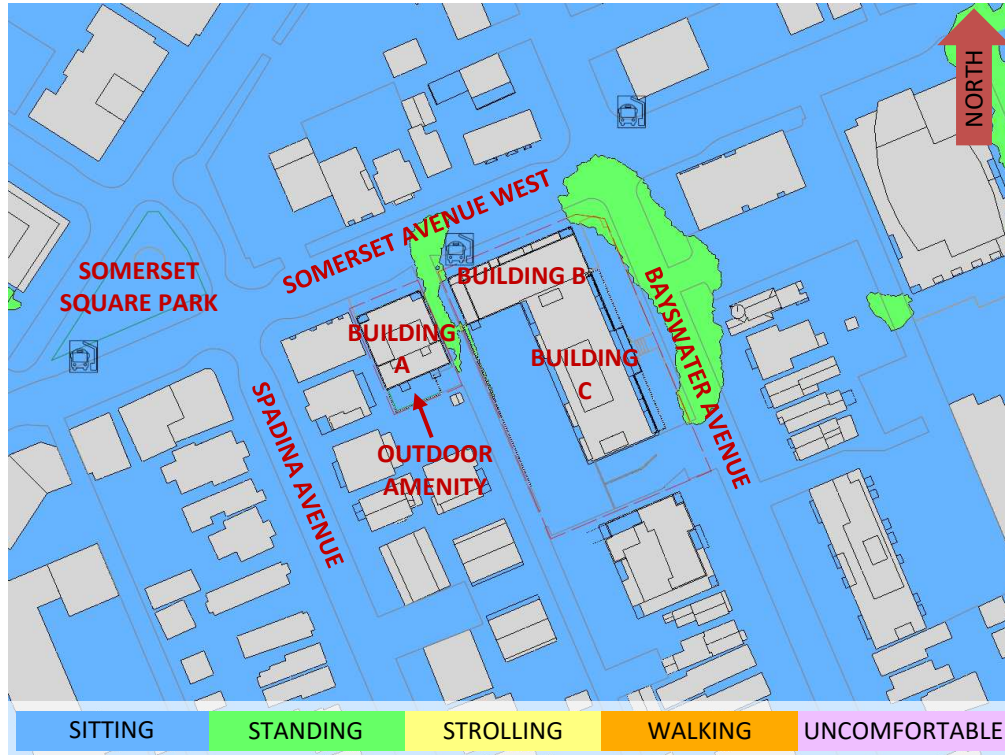 NORTH
SOMERSET AVENUE WEST
SOMERSET
SQUARE PARK
BUILDING B
BAYSWATER AVENUE
BUILDING
A
BUILDING
C
SPADINA AVENUE
OUTDOOR
AMENITY
SITTING
STANDING
STROLLING
WALKING
UNCOMFORTABLE